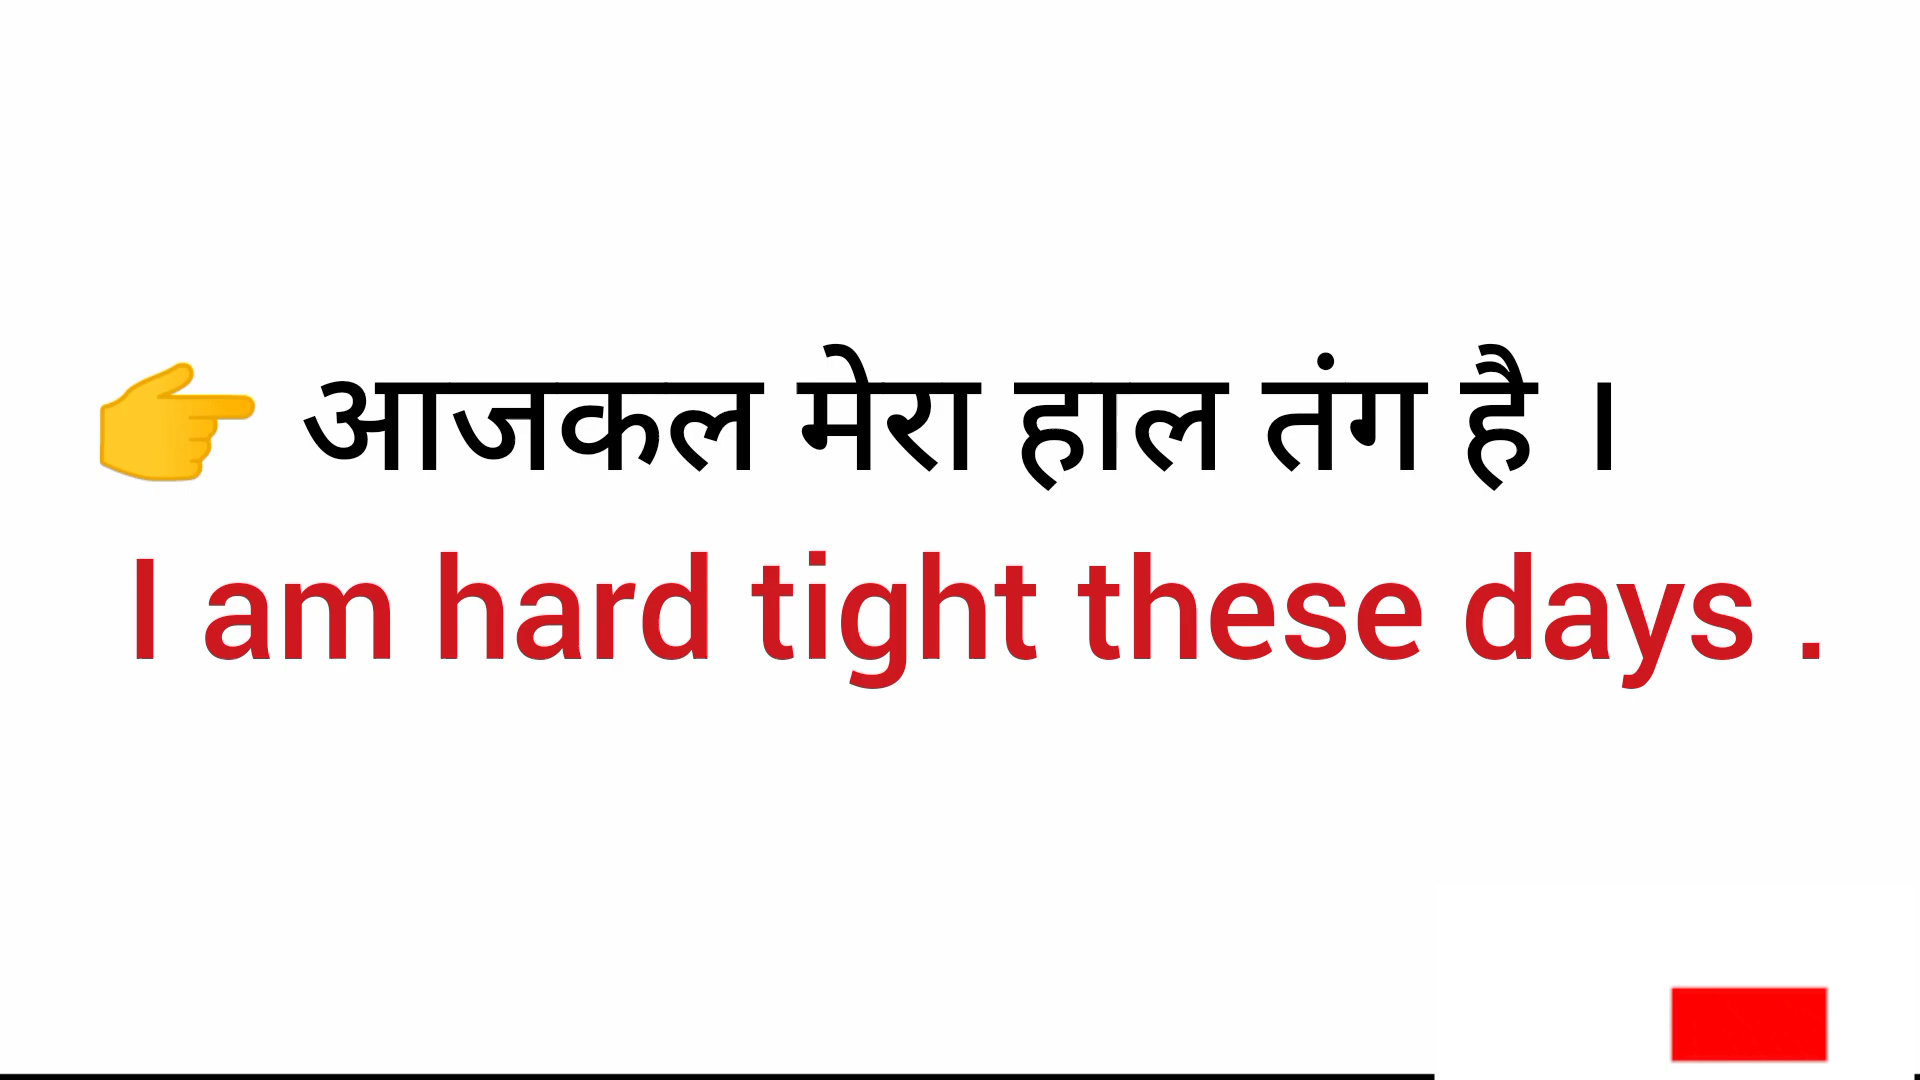 👉 आजकल मेरा हाल तंग है ।
I am hard tight these days .